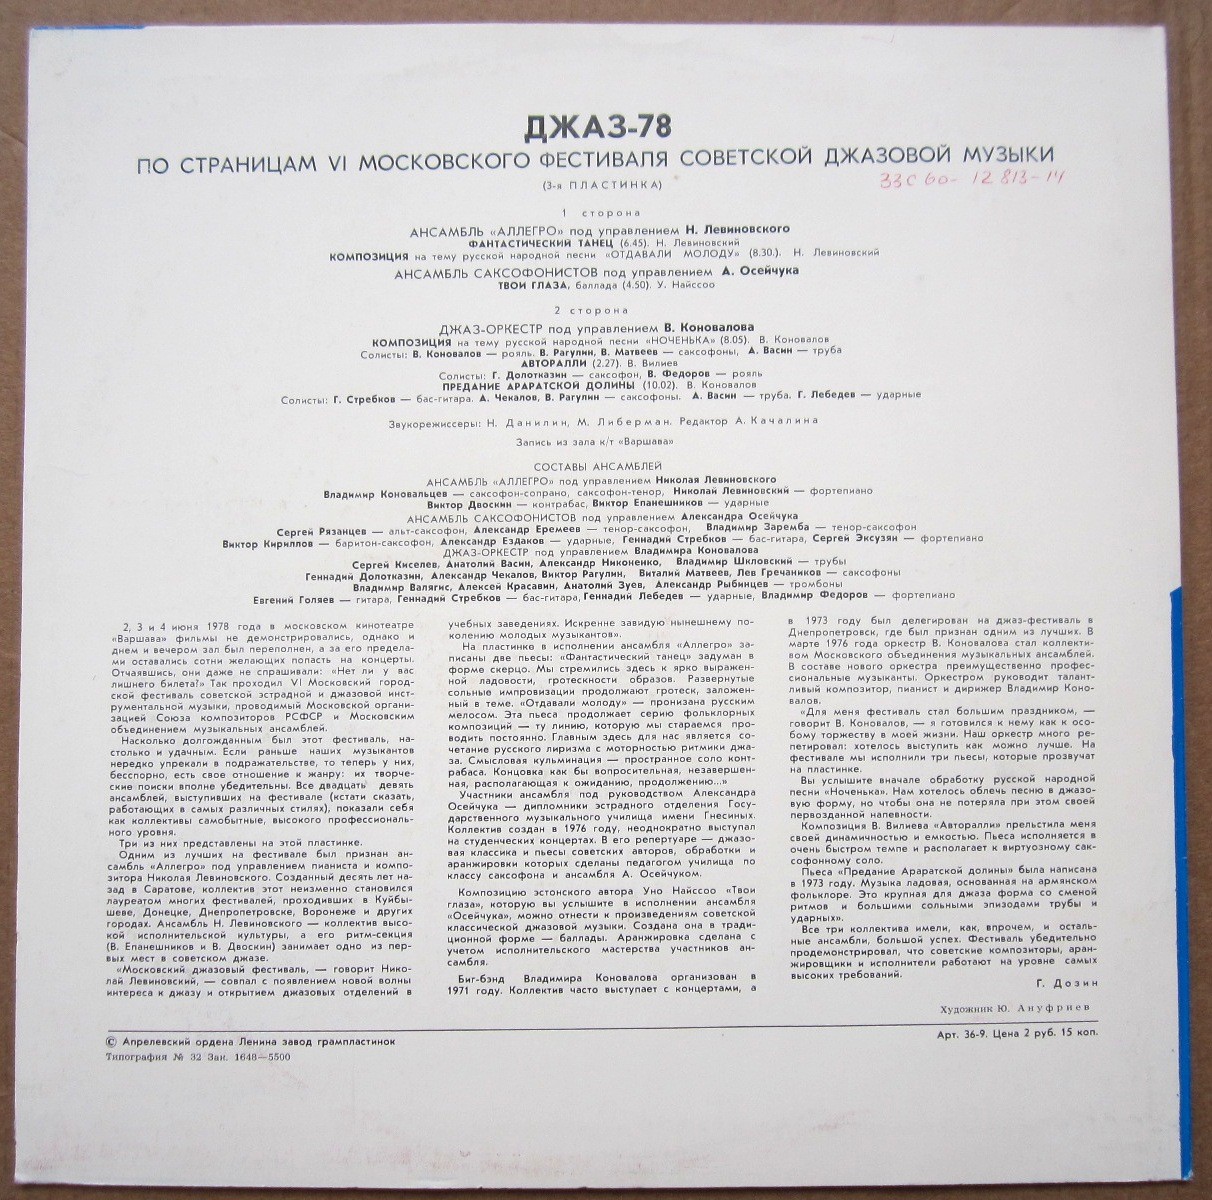 ДЖАЗ-78
ПО СТРАНИЦАМ VI МОСКОВСКОГО ФЕСТИВАЛЯ СОВЕТСКОЙ ДЖАЗОВОЙ МУЗЫКИ
(3-я ПЛАСТИНКА)
33С60-12813-14
1 сторона
АНСАМБЛЬ «АЛЛЕГРО» под управлением Н. Левиновского
ФАНТАСТИЧЕСКИЙ ТАНЕЦ (6.45). Н. Левиновский
КОМПОЗИЦИЯ на тему русской народной песни «ОТДАВАЛИ МОЛОДУ» (8.30.). Н. Левиновский
АНСАМБЛЬ САКСОФОНИСТОВ под управлением А. Осейчука
ТВОИ ГЛАЗА, баллада (4.50). У. Найссоо
2 сторона
ДЖАЗ-ОРКЕСТР под управлением В. Коновалова
КОМПОЗИЦИЯ на тему русской народной песни «НОЧЕНЬКА» (8.05). В. Коновалов
Солисты: В. Коновалов — рояль. В. Рагулин, В. Матвеев — саксофоны, А. Васин — труба
АВТОРАЛЛИ (2.27). В. Вилиев
Солисты: Г. Долотказин — саксофон, В. Федоров — рояль
ПРЕДАНИЕ АРАРАТСКОЙ ДОЛИНЫ (10.02). В. Коновалов
Солисты: Г. Стребков — бас-гитара. А. Чекалов, В. Рагулин — саксофоны. А. Васин — труба. Г. Лебедев — ударные
Звукорежиссеры: Н. Данилин, М. Либерман. Редактор А. Качалина
Запись из зала к/т «Варшава»
СОСТАВЫ АНСАМБЛЕЙ
АНСАМБЛЬ «АЛЛЕГРО» под управлением Николая Левиновского
Владимир Коновальцев — саксофон-сопрано, саксофон-тенор, Николай Левиновский — фортепиано
Виктор Двоскин — контрабас, Виктор Епанешников — ударные
АНСАМБЛЬ САКСОФОНИСТОВ под управлением Александра Осейчука
Сергей Рязанцев — альт-саксофон, Александр Еремеев — тенор-саксофон, Владимир Заремба — тенор-саксофон
Виктор Кириллов — баритон-саксофон, Александр Ездаков — ударные, Геннадий Стребков — бас-гитара, Сергей Эксузян — фортепиано
ДЖАЗ-ОРКЕСТР под управлением Владимира Коновалова
Сергей Киселев, Анатолий Васин, Александр Никоненко, Владимир Шкловский — трубы
Геннадий Долотказин, Александр Чекалов, Виктор Рагулин, Виталий Матвеев, Лев Гречаников — саксофоны
Владимир Валягис, Алексей Красавин, Анатолий Зуев, Александр Рыбинцев — тромбоны
Евгений Голяев — гитара, Геннадий Стребков — бас-гитара, Геннадий Лебедев — ударные, Владимир Федоров — фортепиано
2, 3 и 4 июня 1978 года в московском кинотеатре
«Варшава» фильмы не демонстрировались, однако и
днем и вечером зал был переполнен, а за его предела-
ми оставались сотни желающих попасть на концерты.
Отчаявшись, они даже не спрашивали: «Нет ли у вас
лишнего билета?» Так проходил VI Московский город-
ской фестиваль советской эстрадной и джазовой инст-
рументальной музыки, проводимый Московской органи-
зацией Союза композиторов РСФСР и Московским
объединением музыкальных ансамблей.
Насколько долгожданным был этот фестиваль, на-
столько и удачным. Если раньше наших музыкантов
нередко упрекали в подражательстве, то теперь у них,
бесспорно, есть свое отношение к жанру: их творче-
ские поиски вполне убедительны. Все двадцать девять
ансамблей, выступивших на фестивале (кстати сказать,
работающих в самых различных стилях), показали себя
как коллективы самобытные, высокого профессиональ-
ного уровня.
Три из них представлены на этой пластинке.
Одним из лучших на фестивале был признан ан-
самбль «Аллегро» под управлением пианиста и компо-
зитора Николая Левиновского. Созданный десять лет на-
зад в Саратове, коллектив этот неизменно становился
лауреатом многих фестивалей, проходивших в Куйбы-
шеве, Донецке, Днепропетровске, Воронеже и других
городах. Ансамбль Н. Левиновского — коллектив высо-
кой исполнительской культуры, а его ритм-секция
(В. Епанешников и В. Двоскин) занимает одно из пер-
вых мест в советском джазе.
«Московский джазовый фестиваль, — говорит Нико-
лай Левиновский, — совпал с появлением новой волны
интереса к джазу и открытием джазовых отделений в
учебных заведениях. Искренне завидую нынешнему по-
колению молодых музыкантов».
На пластинке в исполнении ансамбля «Аллегро» за-
писаны две пьесы: «Фантастический танец» задуман в
форме скерцо. Мы стремились здесь к ярко выражен-
ной ладовости, гротескности образов. Развернутые
сольные импровизации продолжают гротеск, заложен-
ный в теме. «Отдавали молоду» — пронизана русским
мелосом. Эта пьеса продолжает серию фольклорных
композиций — ту линию, которую мы стараемся про-
водить постоянно. Главным здесь для нас является со-
четание русского лиризма с моторностью ритмики джа-
за. Смысловая кульминация — пространное соло конт-
рабаса. Концовка как бы вопросительная, незавершен-
ная, располагающая к ожиданию, продолжению...»
Участники ансамбля под руководством Александра
Осейчука — дипломники эстрадного отделения Госу-
дарственного музыкального училища имени Гнесиных.
Коллектив создан в 1976 году, неоднократно выступал
на студенческих концертах. В его репертуаре — джазо-
вая классика и пьесы советских авторов, обработки и
аранжировки которых сделаны педагогом училища по
классу саксофона и ансамбля А. Осейчуком.
Композицию эстонского автора Уно Найссоо «Твои
глаза», которую вы услышите в исполнении ансамбля
«Осейчука», можно отнести к произведениям советской
классической джазовой музыки. Создана она в тради-
ционной форме — баллады. Аранжировка сделана с
учетом исполнительского мастерства участников ан-
самбля.
Биг-бэнд Владимира Коновалова организован в
1971 году. Коллектив часто выступает с концертами, а
в 1973 году был делегирован на джаз-фестиваль в
Днепропетровск, где был признан одним из лучших. В
марте 1976 года оркестр В. Коновалова стал коллекти-
вом Московского объединения музыкальных ансамблей.
В составе нового оркестра преимущественно профес-
сиональные музыканты. Оркестром руководит талант-
ливый композитор, пианист и дирижер Владимир Коно-
валов.
«Для меня фестиваль стал большим праздником, —
говорит В. Коновалов, — я готовился к нему как к осо-
бому торжеству в моей жизни. Наш оркестр много ре-
петировал: хотелось выступить как можно лучше. На
фестивале мы исполнили три пьесы, которые прозвучат
на пластинке.
Вы услышите вначале обработку русской народной
песни «Ноченька». Нам хотелось облечь песню в джазо-
вую форму, но чтобы она не потеряла при этом своей
первозданной напевности.
Композиция В. Вилиева «Авторалли» прельстила меня
своей динамичностью и емкостью. Пьеса исполняется в
очень быстром темпе и располагает к виртуозному сак-
софонному соло.
Пьеса «Предание Араратской долины» была написана
в 1973 году. Музыка ладовая, основанная на армянском
фольклоре. Это крупная для джаза форма со сменой
ритмов и большими сольными эпизодами трубы и
ударных».
Все три коллектива имели, как, впрочем, и осталь-
ные ансамбли, большой успех. Фестиваль убедительно
продемонстрировал, что советские композиторы, аран-
жировщики и исполнители работают на уровне самых
высоких требований.
Г. Дозин
Художник Ю. Ануфриев
© Апрелевский ордена Ленина завод грампластинок
Арт. 36-9. Цена 2 руб. 15 коп.
Типография № 32 Зак. 1648—5500